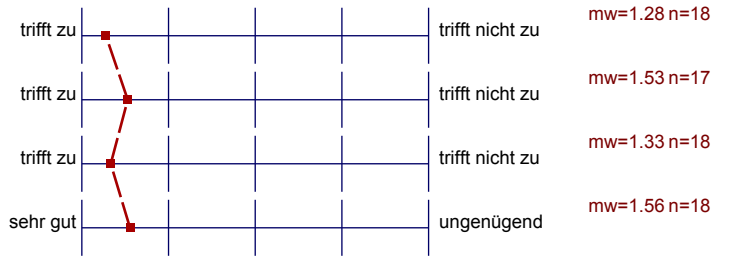 trifft zu trifft nicht zu mw=1.28 n=18
trifft zu trifft nicht zu mw=1.53 n=17
trifft zu trifft nicht zu mw=1.33 n=18
sehr gut ungenügend mw=1.56 n=18